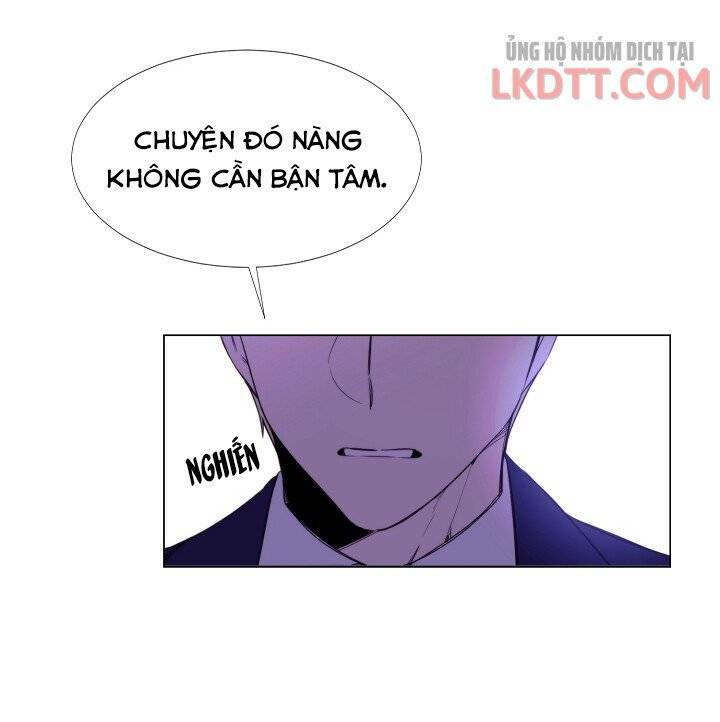 ỦNG HỘ NHÓM DỊCH TẠI
LKDTT.COM
CHUYỆN ĐÓ NÀNG
KHÔNG CẦN BẬN TÂM.
NGHIẾN